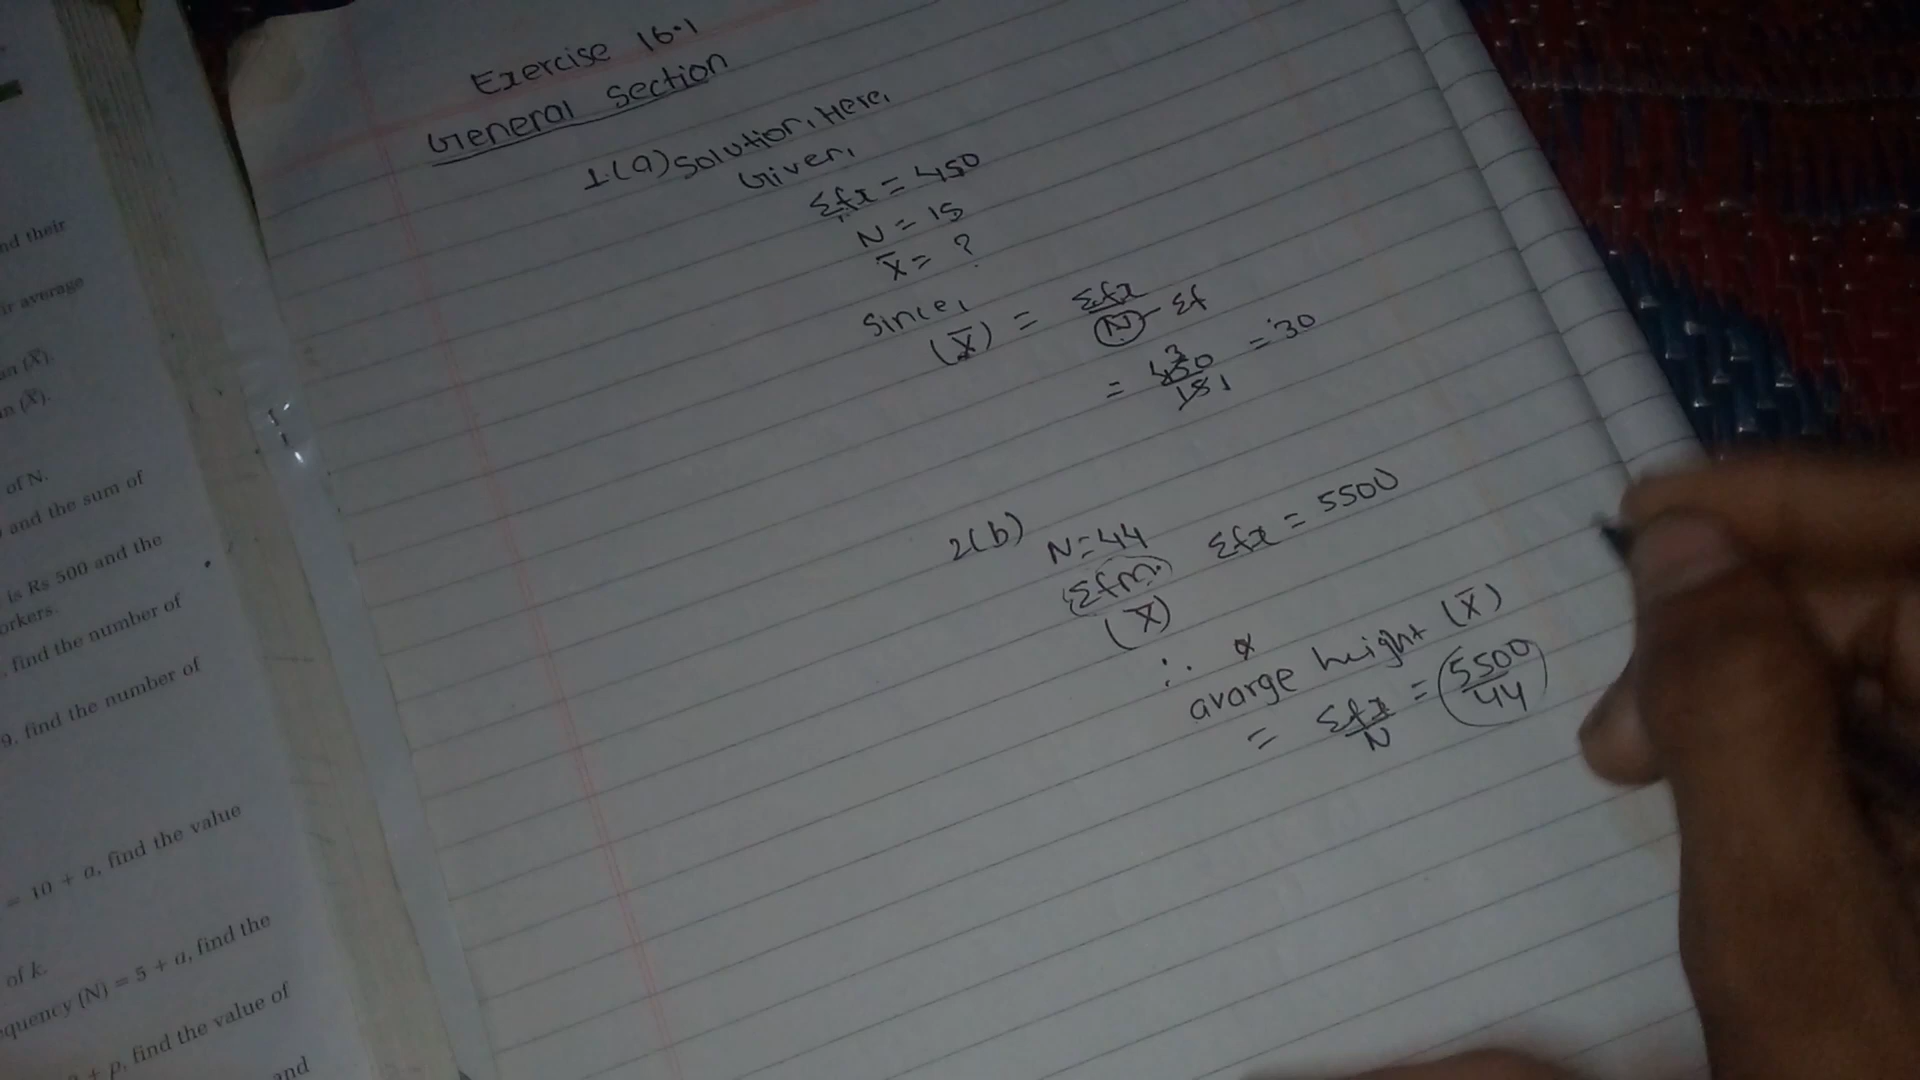 nd their
ir average
an (X̄).
n (X̄).
of N.
and the sum of
is Rs 500 and the
orkers.
, find the number of
9, find the number of
= 10 + a, find the value
of k.
quency (N) = 5 + a, find the
+ p, find the value of
and
Exercise 16.1
General Section
1.(a) Solution, Here,
Given,
Σfx = 450
N = 15
X̄ = ?
Since,
(X̄) = Σfx / N - Σf
= 450 / 15 = 30
2(b)
N = 44
Σfm. Σfx = 5500
(X̄)
∴
avarge height (X̄)
= Σfx / N = 5500 / 44